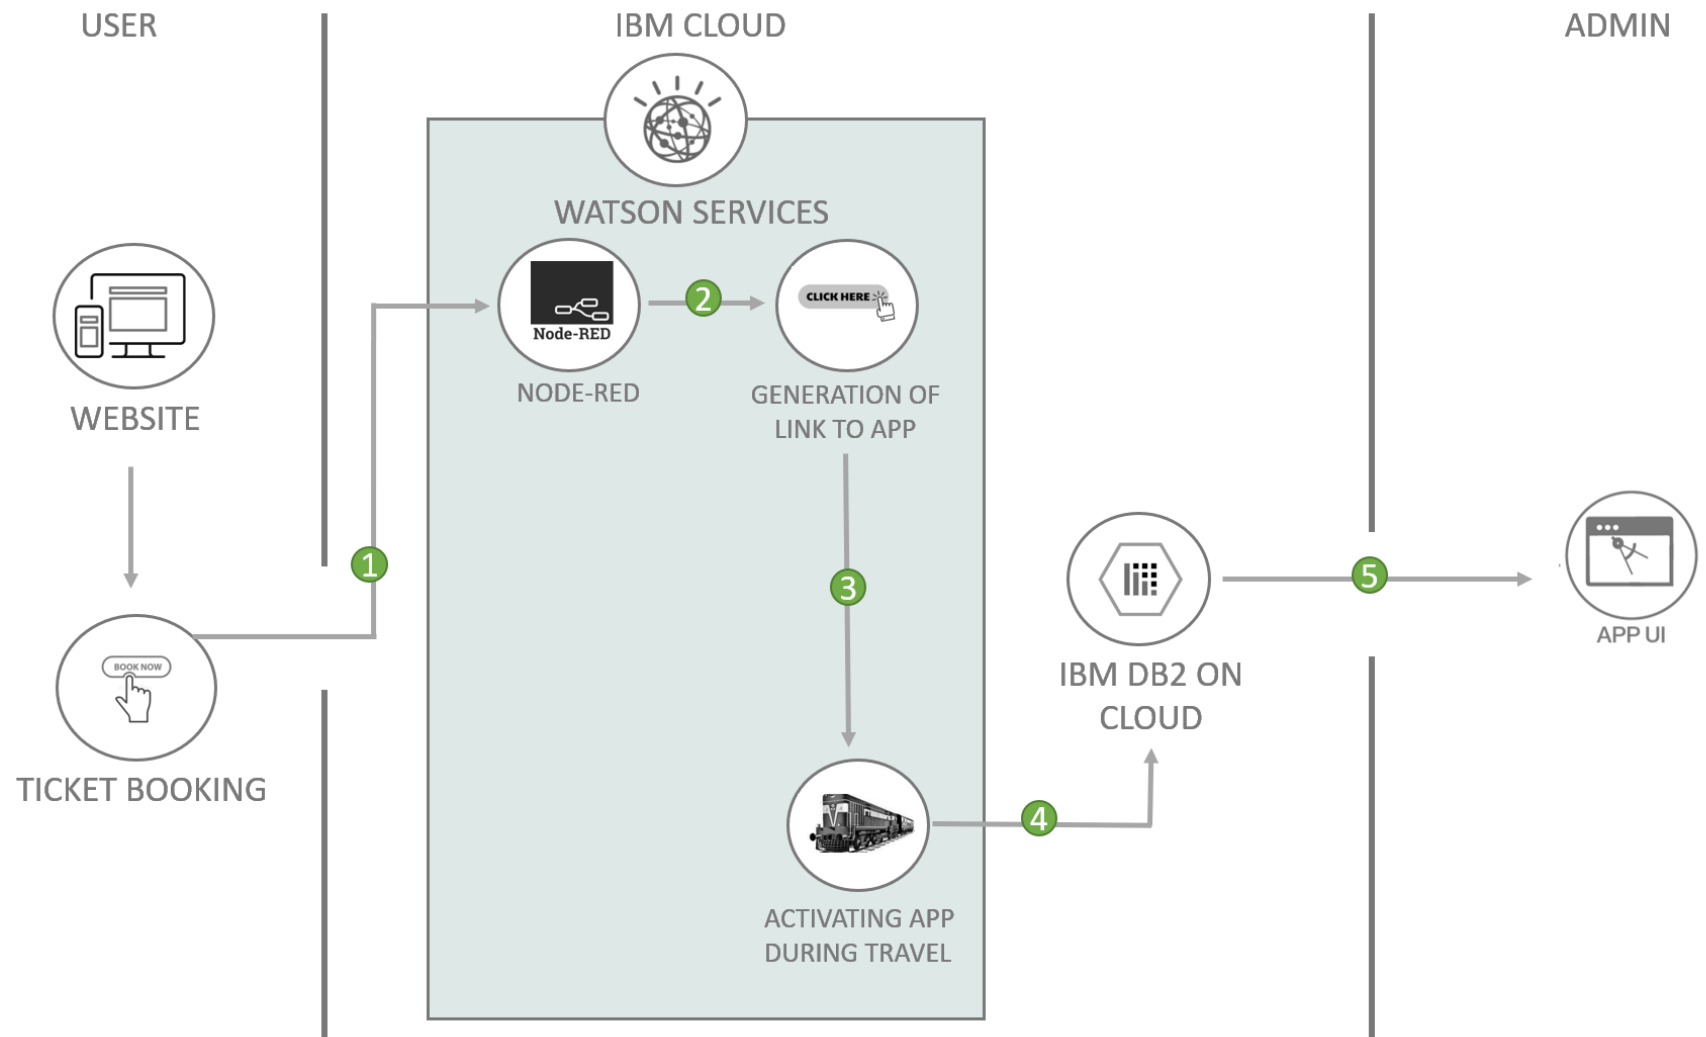 USER
IBM CLOUD
ADMIN
WATSON SERVICES
Node-RED
NODE-RED
CLICK HERE
GENERATION OF
LINK TO APP
WEBSITE
BOOK NOW
TICKET BOOKING
1
2
3
4
5
ACTIVATING APP
DURING TRAVEL
IBM DB2 ON
CLOUD
APP UI